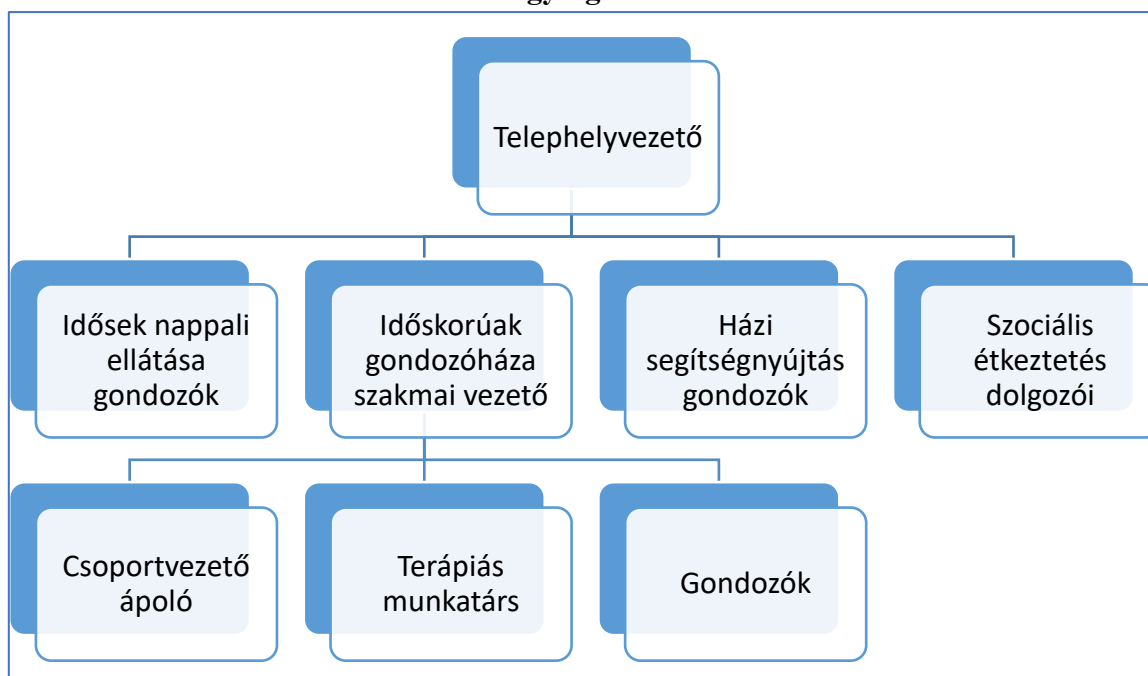 Telephelyvezető
Idősek nappali
ellátása
gondozók
Időskorúak
gondozóháza
szakmai vezető
Házi
segítségnyújtás
gondozók
Szociális
étkeztetés
dolgozói
Csoportvezető
ápoló
Terápiás
munkatárs
Gondozók